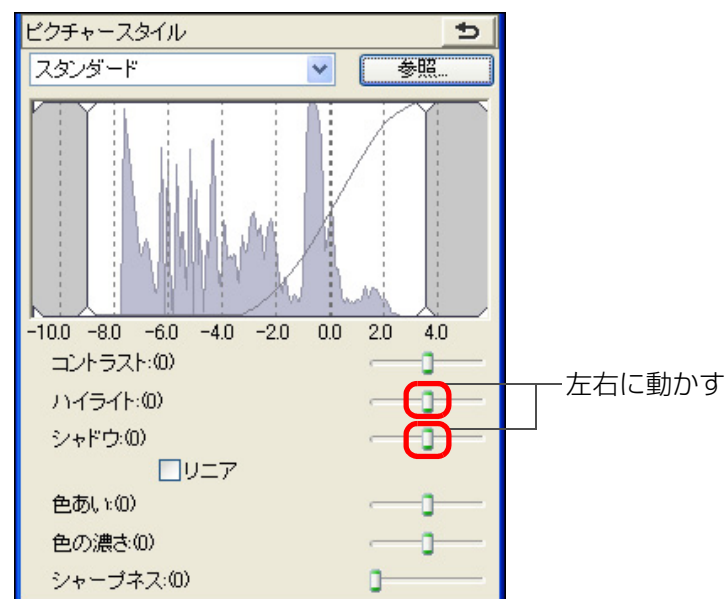 ピクチャースタイル
スタンダード 参照...
-10.0 -8.0 -6.0 -4.0 -2.0 0.0 2.0 4.0
コントラスト:(0)
ハイライト:(0)
左右に動かす
シャドウ:(0)
リニア
色あい:(0)
色の濃さ:(0)
シャープネス:(0)